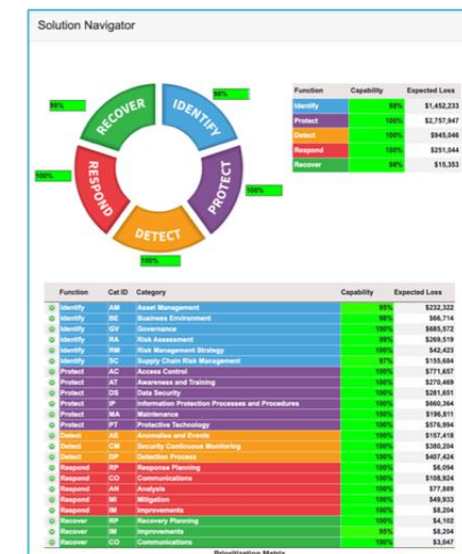 Solution Navigator
RECOVER
IDENTIFY
PROTECT
DETECT
RESPOND
98%
98%
100%
100%
100%
Function Capability Expected Loss
Identify 98% $1,452,233
Protect 100% $2,757,947
Detect 100% $945,046
Respond 100% $251,044
Recover 98% $15,353
Function Cat ID Category Capability Expected Loss
Identify AM Asset Management 95% $232,322
Identify BE Business Environment 98% $66,714
Identify GV Governance 100% $685,572
Identify RA Risk Assessment 99% $269,519
Identify RM Risk Management Strategy 100% $42,423
Identify SC Supply Chain Risk Management 97% $155,684
Protect AC Access Control 100% $771,657
Protect AT Awareness and Training 100% $270,469
Protect DS Data Security 100% $281,651
Protect IP Information Protection Processes and Procedures 100% $660,364
Protect MA Maintenance 100% $196,811
Protect PT Protective Technology 100% $576,994
Detect AE Anomalies and Events 100% $157,418
Detect CM Security Continuous Monitoring 100% $380,204
Detect DP Detection Process 100% $407,424
Respond RP Response Planning 100% $6,094
Respond CO Communications 100% $108,924
Respond AN Analysis 100% $77,889
Respond MI Mitigation 100% $49,933
Respond IM Improvements 100% $8,204
Recover RP Recovery Planning 100% $4,102
Recover IM Improvements 95% $8,204
Recover CO Communications 100% $3,047
Prioritization Matrix